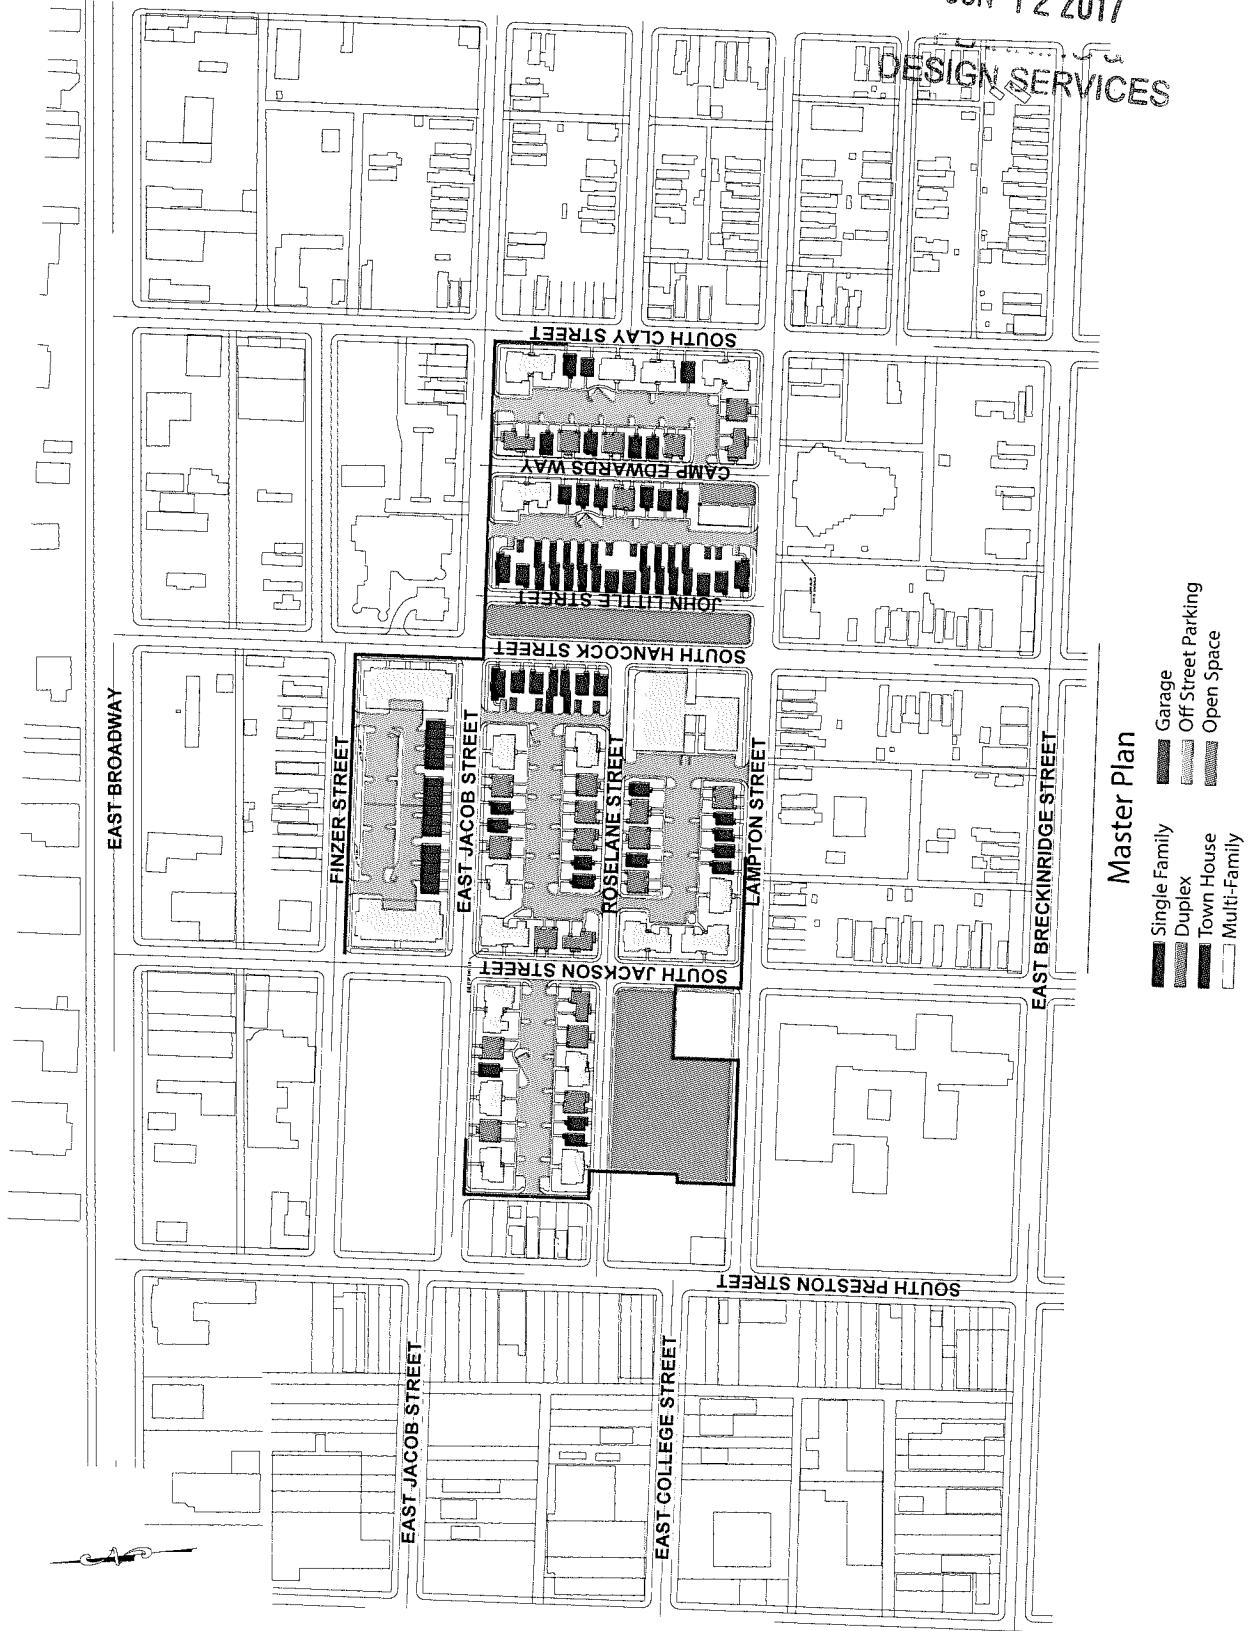 12 2017
DESIGN SERVICES
EAST BROADWAY
FINZER STREET
EAST JACOB STREET
ROSELANE STREET
LAMPTON STREET
EAST BRECKINRIDGE STREET
SOUTH CLAY STREET
CAMP EDWARDS WAY
JOHN LITTLE STREET
SOUTH HANCOCK STREET
SOUTH JACKSON STREET
SOUTH PRESTON STREET
EAST JACOB STREET
EAST COLLEGE STREET
Master Plan
Single Family
Duplex
Town House
Multi-Family
Garage
Off Street Parking
Open Space